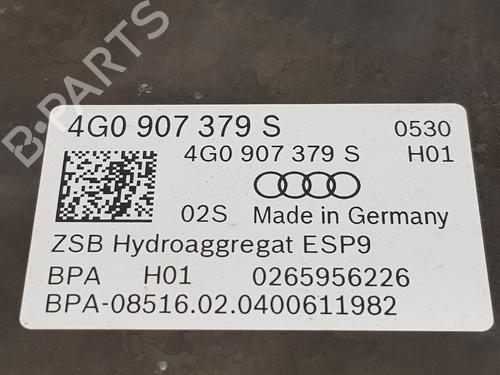 4G0 907 379 S 0530
4G0 907 379 S H01
02S Made in Germany
ZSB Hydroaggregat ESP9
BPA H01 0265956226
BPA-08516.02.0400611982
B-PARTS